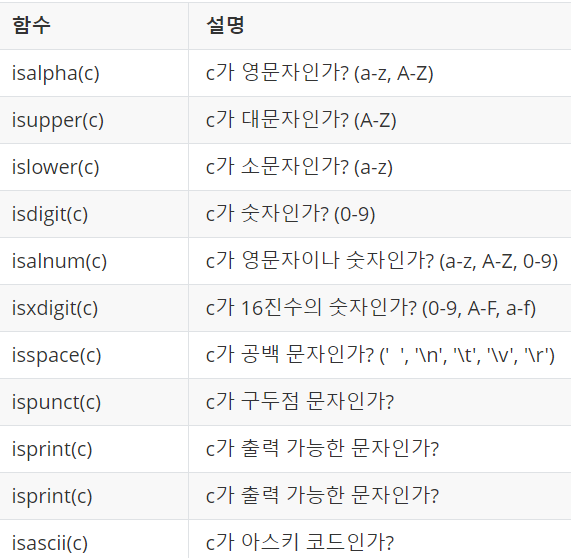 함수 설명
isalpha(c) c가 영문자인가? (a-z, A-Z)
isupper(c) c가 대문자인가? (A-Z)
islower(c) c가 소문자인가? (a-z)
isdigit(c) c가 숫자인가? (0-9)
isalnum(c) c가 영문자이나 숫자인가? (a-z, A-Z, 0-9)
isxdigit(c) c가 16진수의 숫자인가? (0-9, A-F, a-f)
isspace(c) c가 공백 문자인가? (' ', '\n', '\t', '\v', '\r')
ispunct(c) c가 구두점 문자인가?
isprint(c) c가 출력 가능한 문자인가?
isprint(c) c가 출력 가능한 문자인가?
isascii(c) c가 아스키 코드인가?